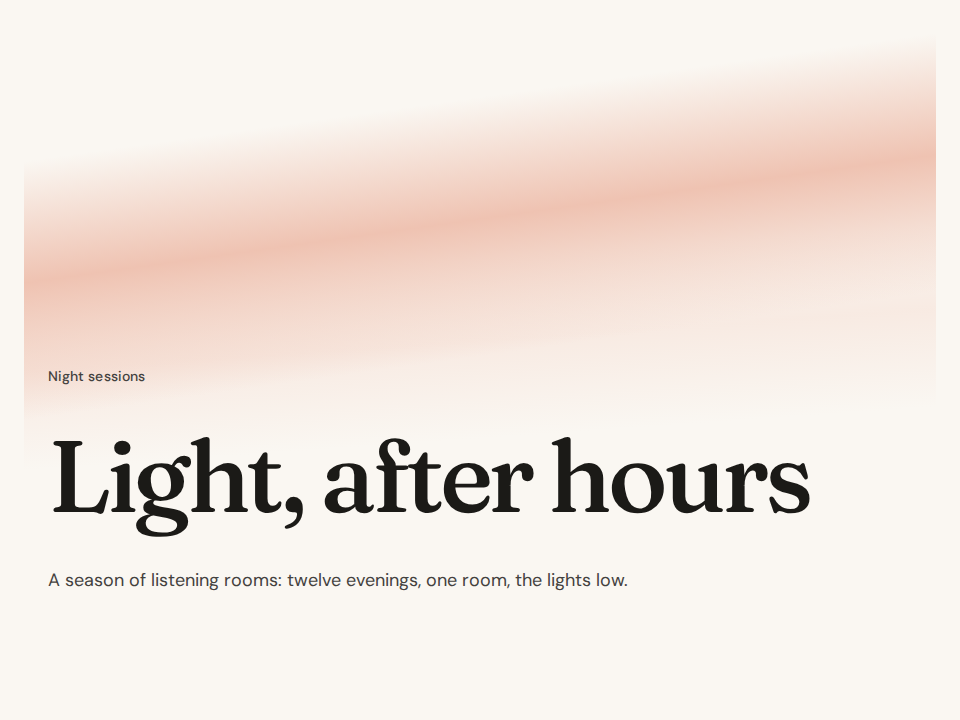 Night sessions
Light, after hours
A season of listening rooms: twelve evenings, one room, the lights low.